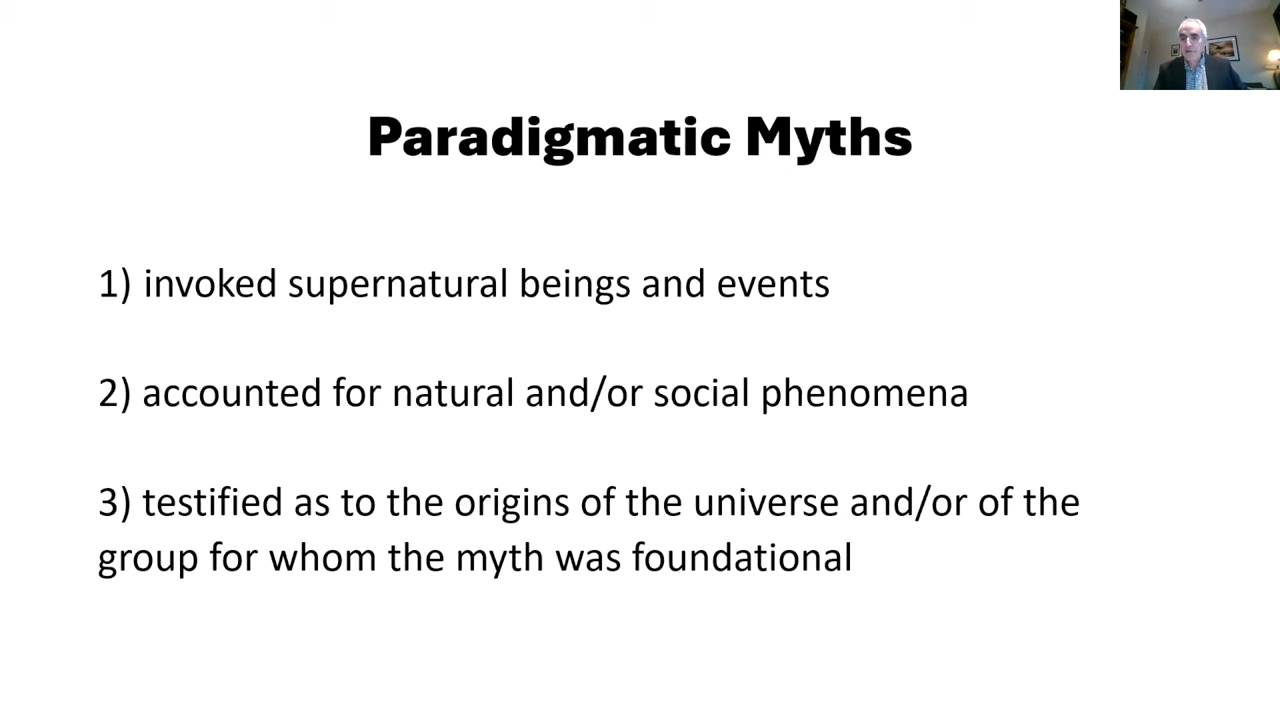 Paradigmatic Myths
1) invoked supernatural beings and events
2) accounted for natural and/or social phenomena
3) testified as to the origins of the universe and/or of the
group for whom the myth was foundational